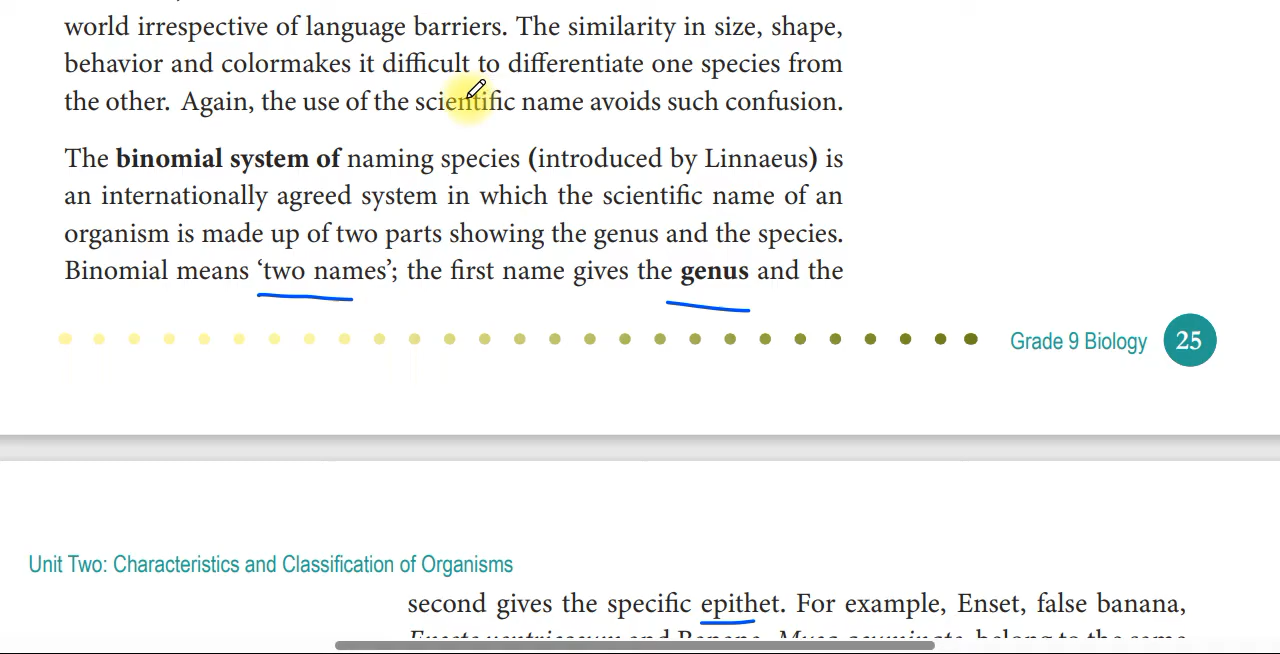 world irrespective of language barriers. The similarity in size, shape,
behavior and colormakes it difficult to differentiate one species from
the other. Again, the use of the scientific name avoids such confusion.
The binomial system of naming species (introduced by Linnaeus) is
an internationally agreed system in which the scientific name of an
organism is made up of two parts showing the genus and the species.
Binomial means ‘two names’; the first name gives the genus and the
Grade 9 Biology 25
Unit Two: Characteristics and Classification of Organisms
second gives the specific epithet. For example, Enset, false banana,